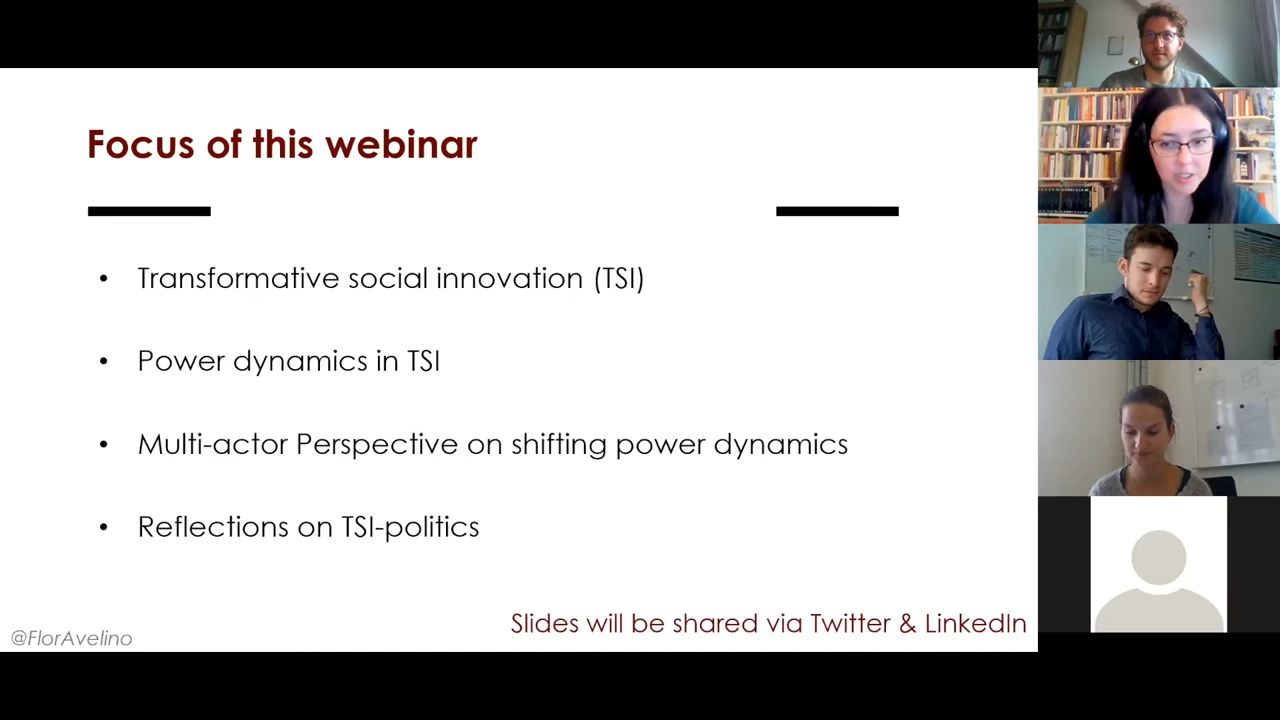 Focus of this webinar
• Transformative social innovation (TSI)
• Power dynamics in TSI
• Multi-actor Perspective on shifting power dynamics
• Reflections on TSI-politics
Slides will be shared via Twitter & LinkedIn
@FlorAvelino